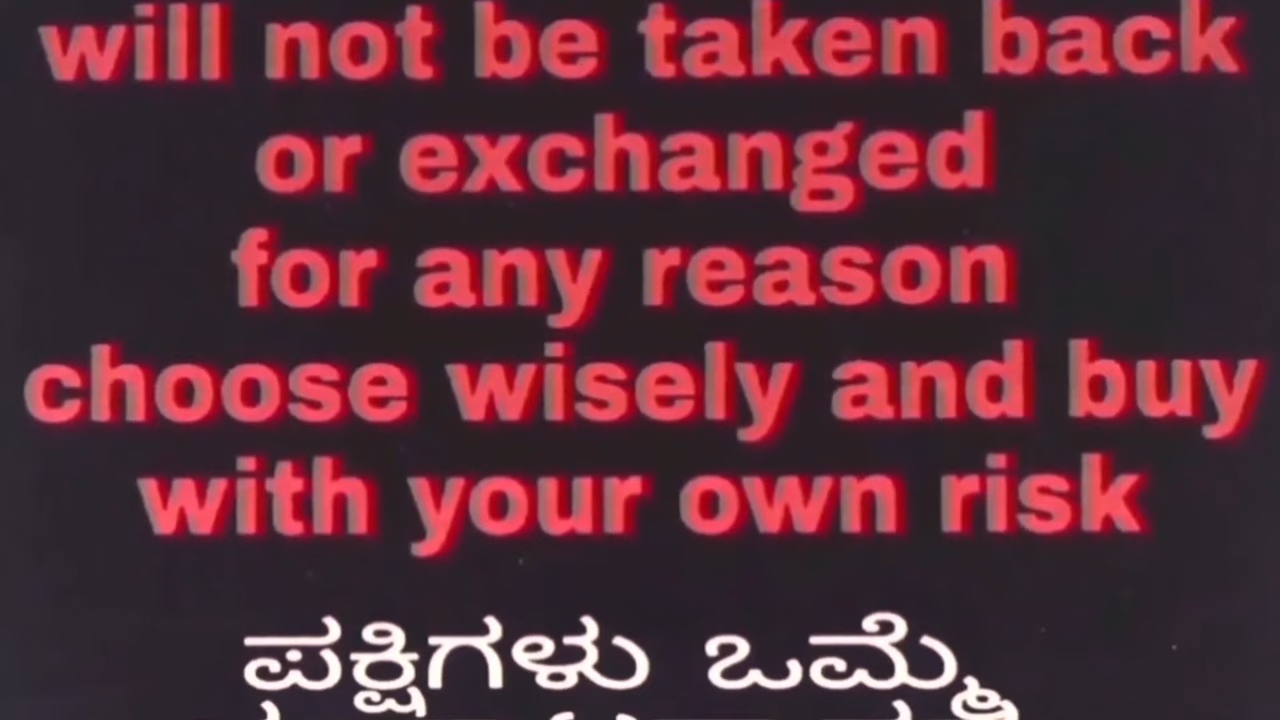 will not be taken back
or exchanged
for any reason
choose wisely and buy
with your own risk
ಪಕ್ಷಿಗಳು ಒಮ್ಮೆ